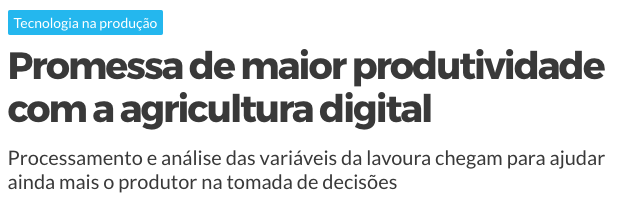 Tecnologia na produção
Promessa de maior produtividade
com a agricultura digital
Processamento e análise das variáveis da lavoura chegam para ajudar
ainda mais o produtor na tomada de decisões